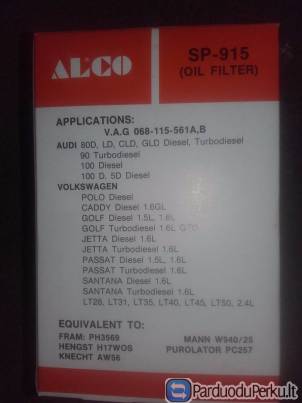 ALCO
SP-915
(OIL FILTER)
APPLICATIONS:
V.A.G 068-115-561A,B
AUDI 80D, LD, CLD, GLD Diesel, Turbodiesel
90 Turbodiesel
100 Diesel
100 D. 5D Diesel
VOLKSWAGEN
POLO Diesel
CADDY Diesel 1.6GL
GOLF Diesel 1.5L, 1.6L
GOLF Turbodiesel 1.6L GTD
JETTA Diesel 1.6L
JETTA Turbodiesel 1.6L
PASSAT Diesel 1.5L, 1.6L
PASSAT Turbodiesel 1.6L
SANTANA Diesel 1.6L
SANTANA Turbodiesel 1.6L
LT28, LT31, LT35, LT40, LT45, LT50, 2.4L
EQUIVALENT TO:
FRAM: PH3569 MANN W940/25
HENGST H17WOS PUROLATOR PC257
KNECHT AW56
ParduoduPerku.lt